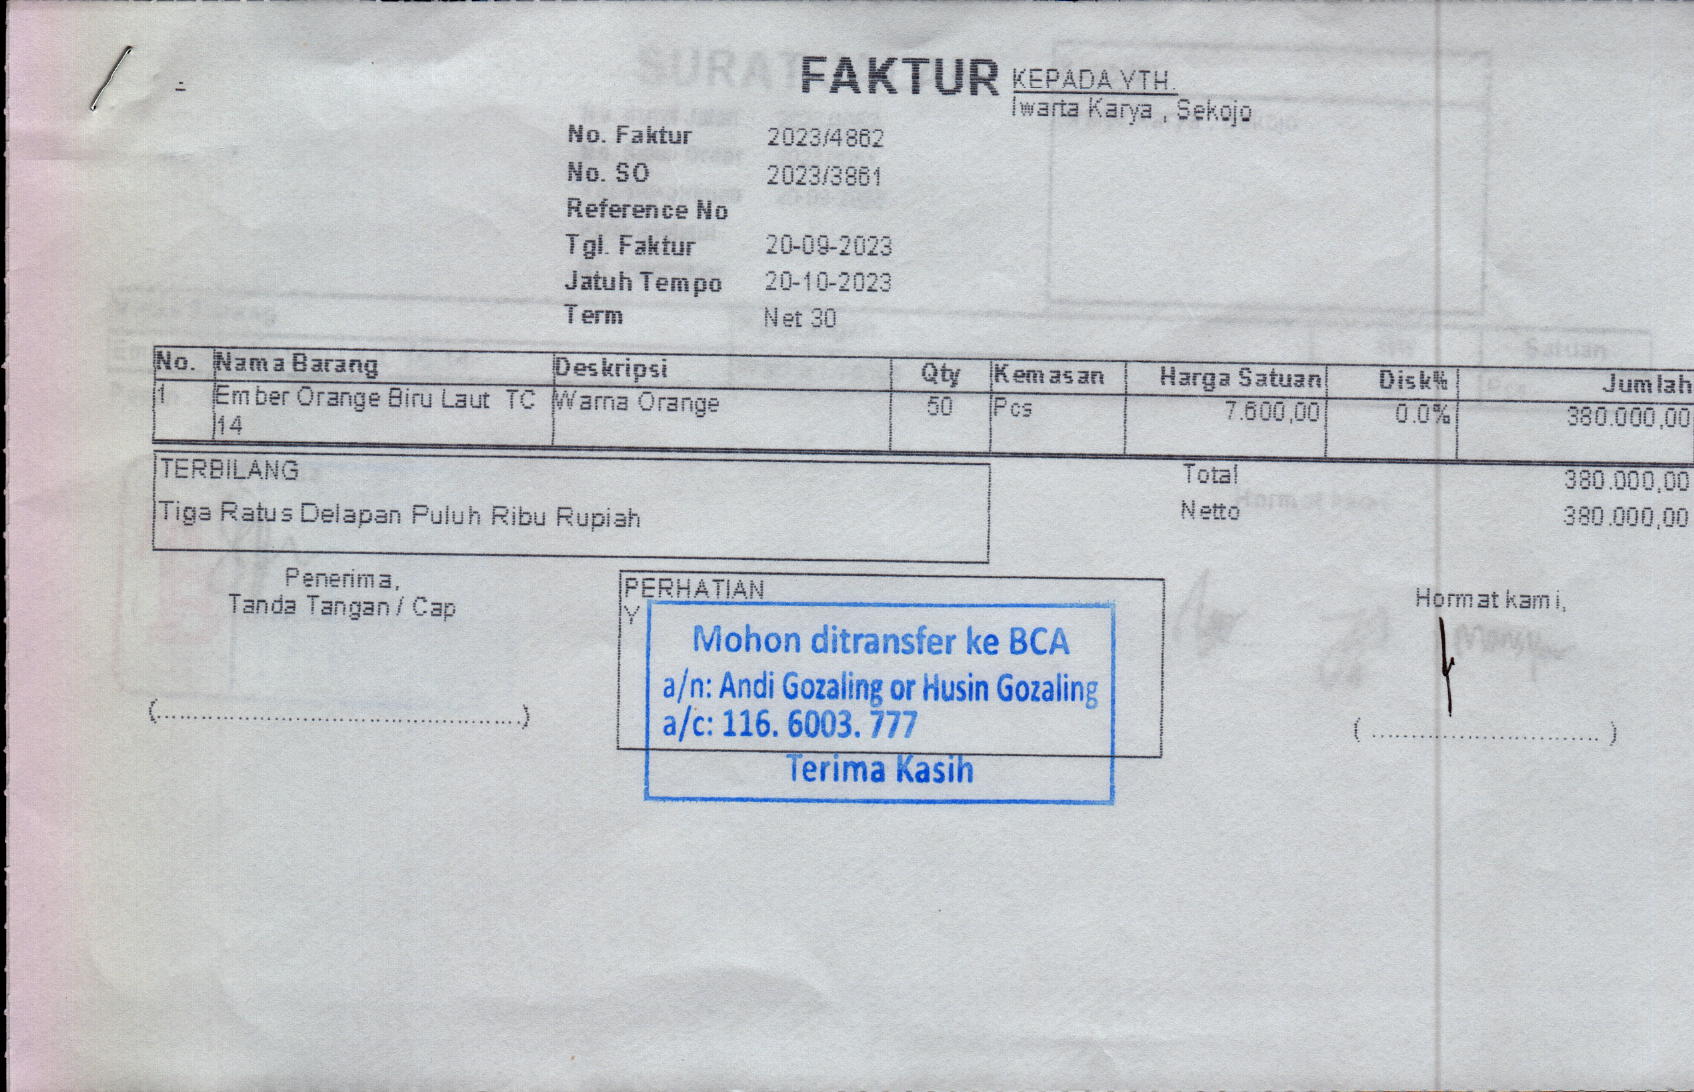 FAKTUR
KEPADA YTH.
Iwarta Karya , Sekojo
No. Faktur 2023/4862
No. SO 2023/3861
Reference No
Tgl. Faktur 20-09-2023
Jatuh Tempo 20-10-2023
Term Net 30
No. Nama Barang Deskripsi Qty Kemasan Harga Satuan Disk% Jumlah
1 Ember Orange Biru Laut TC Warna Orange 50 Pcs 7.600,00 0.0% 380.000,00
14
TERBILANG
Tiga Ratus Delapan Puluh Ribu Rupiah
Total 380.000,00
Netto 380.000,00
Penerima,
Tanda Tangan / Cap
(................................................)
PERHATIAN
Y
Mohon ditransfer ke BCA
a/n: Andi Gozaling or Husin Gozaling
a/c: 116. 6003. 777
Terima Kasih
Hormat kami,
( .............................. )